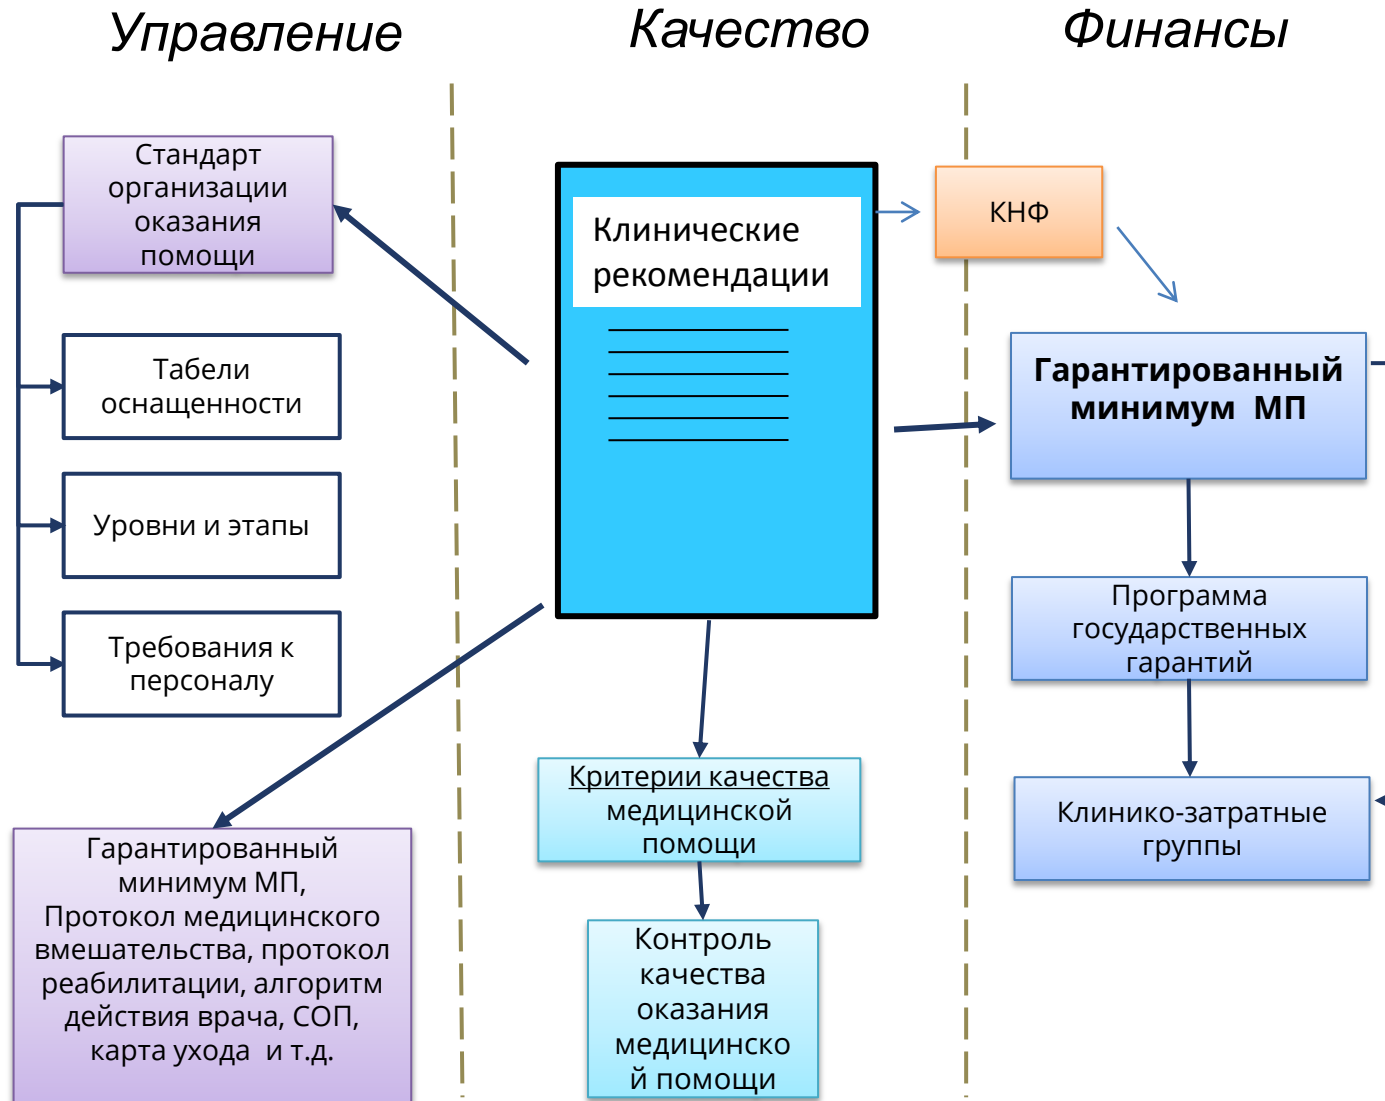 Управление
Качество
Финансы
Стандарт
организации
оказания
помощи
Табели
оснащенности
Уровни и этапы
Требования к
персоналу
Гарантированный
минимум МП,
Протокол медицинского
вмешательства, протокол
реабилитации, алгоритм
действия врача, СОП,
карта ухода и т.д.
Клинические
рекомендации
Критерии качества
медицинской
помощи
Контроль
качества
оказания
медицинско
й помощи
КНФ
Гарантированный
минимум МП
Программа
государственных
гарантий
Клинико-затратные
группы